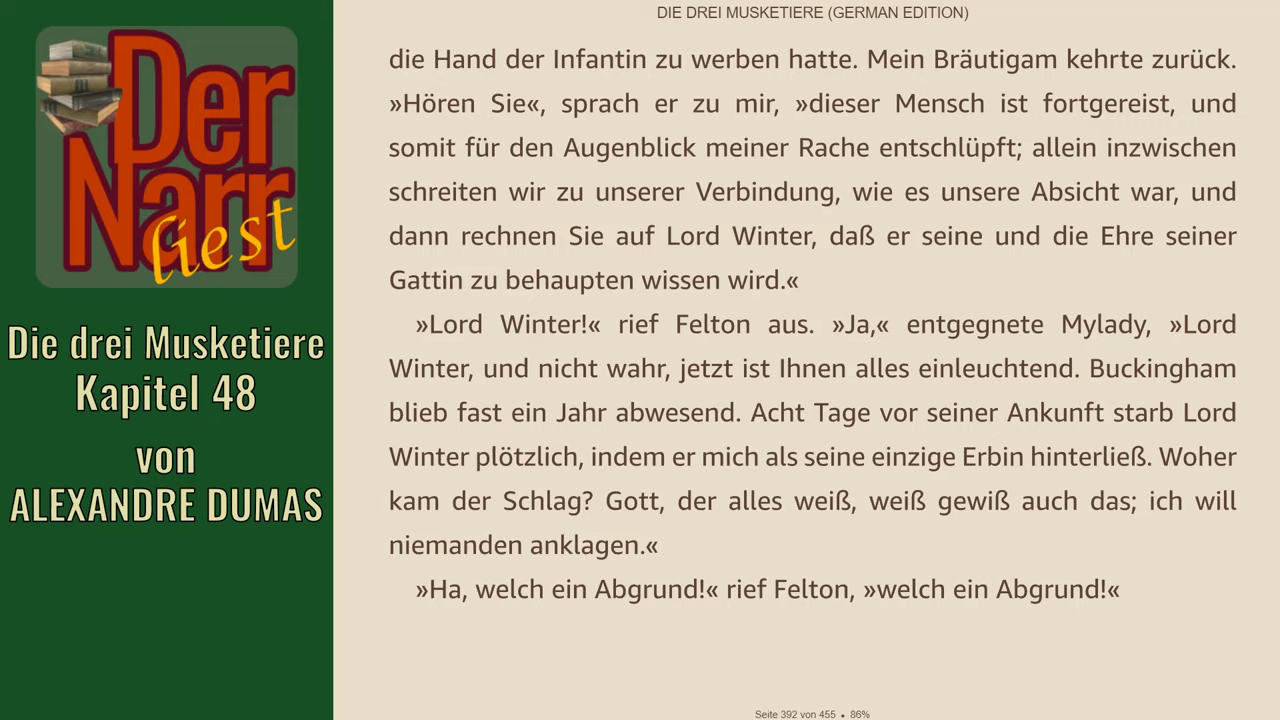 Der
Narr
liest
Die drei Musketiere
Kapitel 48
von
ALEXANDRE DUMAS
DIE DREI MUSKETIERE (GERMAN EDITION)
die Hand der Infantin zu werben hatte. Mein Bräutigam kehrte zurück.
»Hören Sie«, sprach er zu mir, »dieser Mensch ist fortgereist, und
somit für den Augenblick meiner Rache entschlüpft; allein inzwischen
schreiten wir zu unserer Verbindung, wie es unsere Absicht war, und
dann rechnen Sie auf Lord Winter, daß er seine und die Ehre seiner
Gattin zu behaupten wissen wird.«
»Lord Winter!« rief Felton aus. »Ja,« entgegnete Mylady, »Lord
Winter, und nicht wahr, jetzt ist Ihnen alles einleuchtend. Buckingham
blieb fast ein Jahr abwesend. Acht Tage vor seiner Ankunft starb Lord
Winter plötzlich, indem er mich als seine einzige Erbin hinterließ. Woher
kam der Schlag? Gott, der alles weiß, weiß gewiß auch das; ich will
niemanden anklagen.«
»Ha, welch ein Abgrund!« rief Felton, »welch ein Abgrund!«
Seite 392 von 455 • 86%